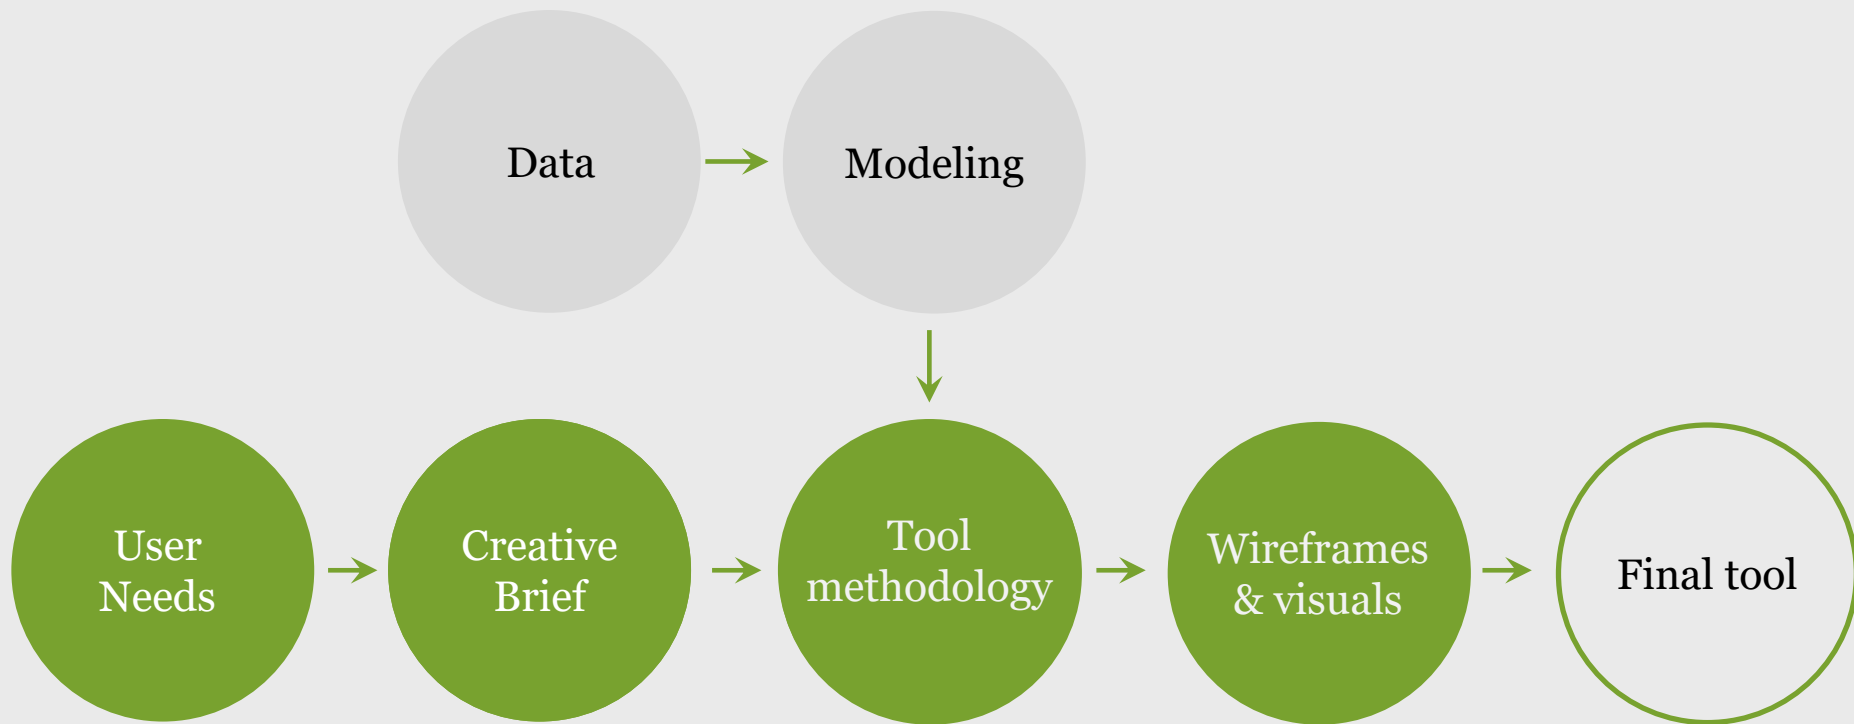 Data
Modeling
User
Needs
Creative
Brief
Tool
methodology
Wireframes
& visuals
Final tool